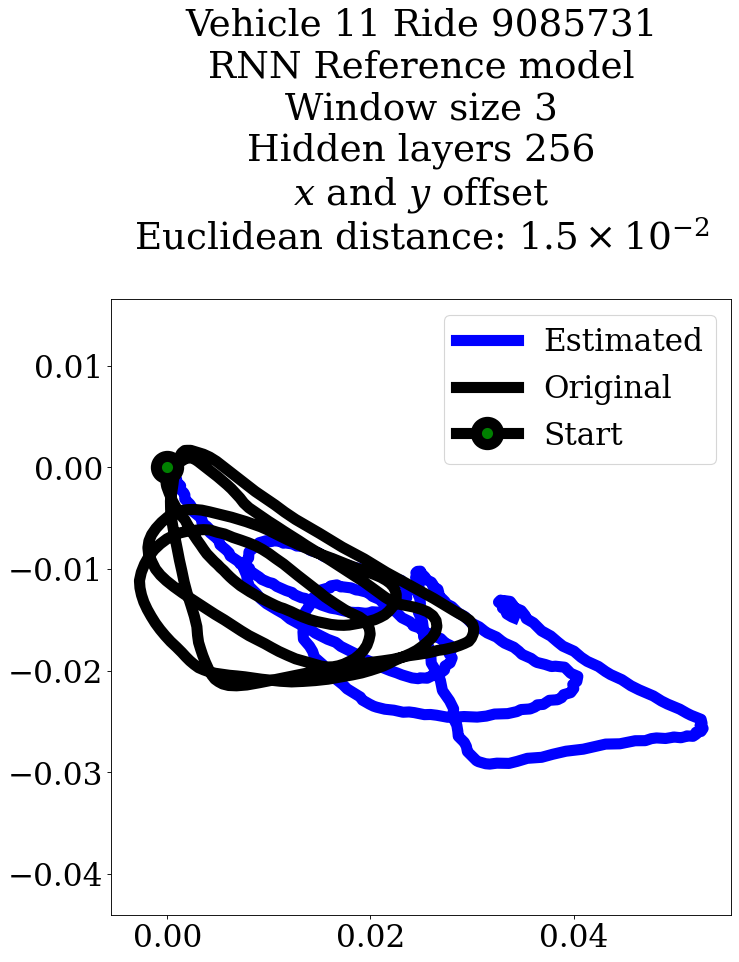 Vehicle 11 Ride 9085731
RNN Reference model
Window size 3
Hidden layers 256
x and y offset
Euclidean distance: 1.5 × 10⁻²
Estimated
Original
Start
0.01
0.00
−0.01
−0.02
−0.03
−0.04
0.00 0.02 0.04